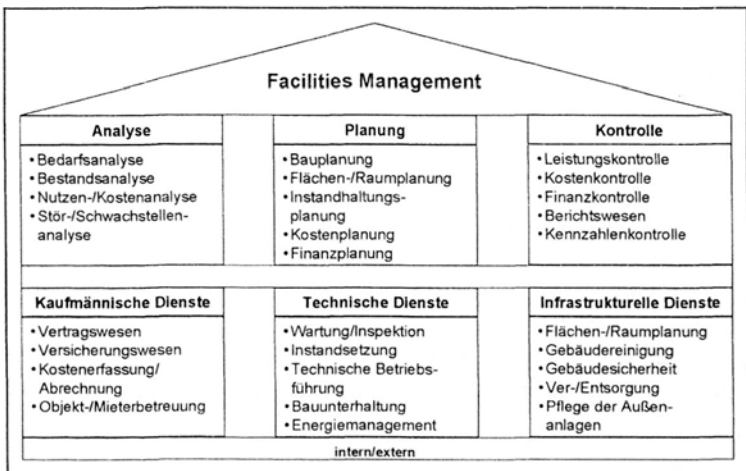 Facilities Management
Analyse
• Bedarfsanalyse
• Bestandsanalyse
• Nutzen-/Kostenanalyse
• Stör-/Schwachstellen-
analyse
Planung
• Bauplanung
• Flächen-/Raumplanung
• Instandhaltungs-
planung
• Kostenplanung
• Finanzplanung
Kontrolle
• Leistungskontrolle
• Kostenkontrolle
• Finanzkontrolle
• Berichtswesen
• Kennzahlenkontrolle
Kaufmännische Dienste
• Vertragswesen
• Versicherungswesen
• Kostenerfassung/
Abrechnung
• Objekt-/Mieterbetreuung
Technische Dienste
• Wartung/Inspektion
• Instandsetzung
• Technische Betriebs-
führung
• Bauunterhaltung
• Energiemanagement
Infrastrukturelle Dienste
• Flächen-/Raumplanung
• Gebäudereinigung
• Gebäudesicherheit
• Ver-/Entsorgung
• Pflege der Außen-
anlagen
intern/extern